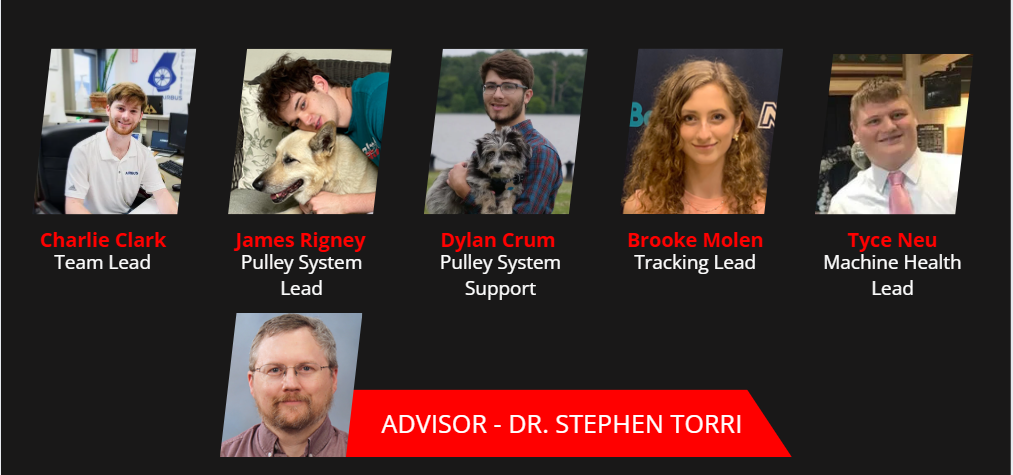 Charlie Clark
Team Lead
James Rigney
Pulley System
Lead
Dylan Crum
Pulley System
Support
Brooke Molen
Tracking Lead
Tyce Neu
Machine Health
Lead
ADVISOR - DR. STEPHEN TORRI